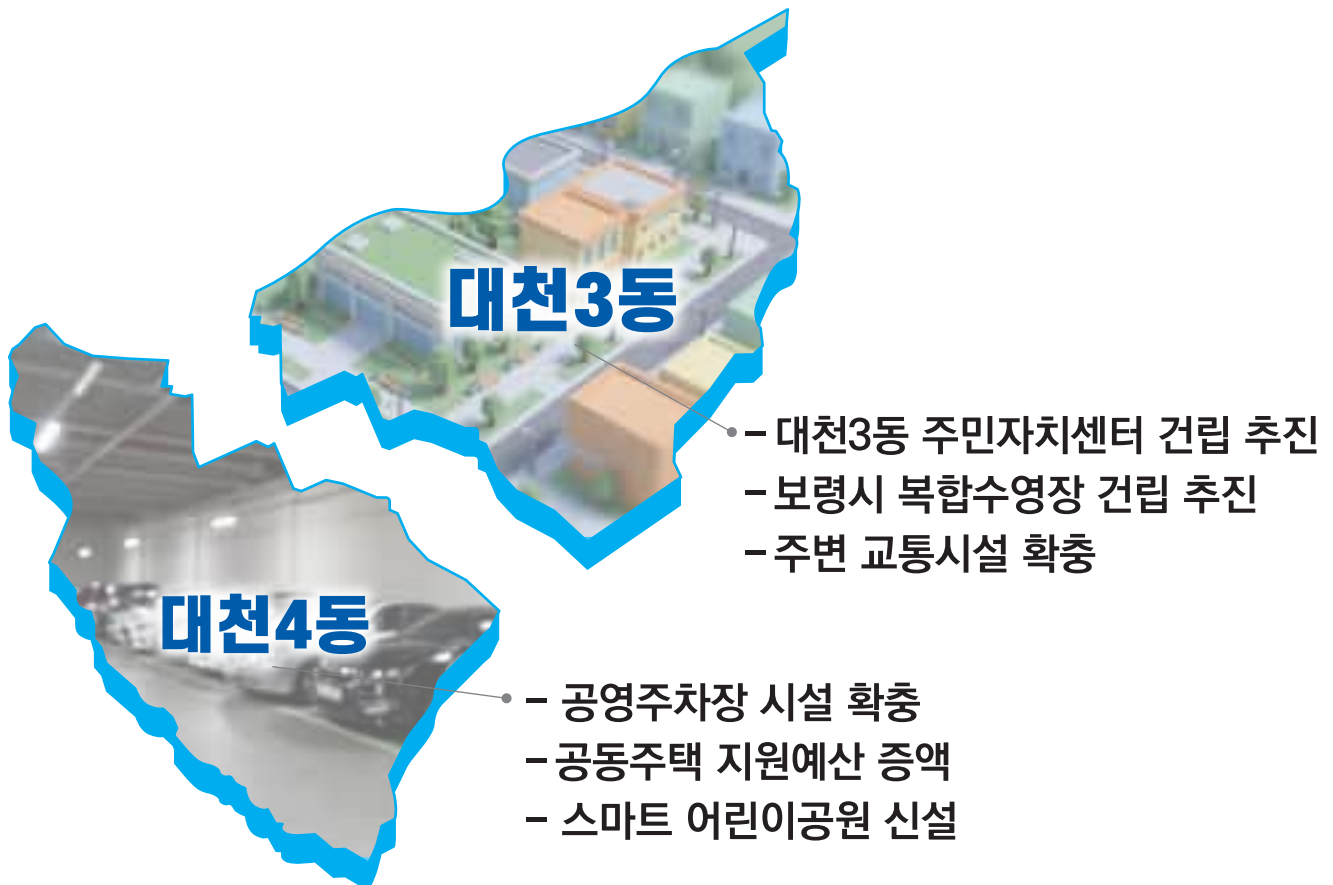 대천3동
- 대천3동 주민자치센터 건립 추진
- 보령시 복합수영장 건립 추진
- 주변 교통시설 확충
대천4동
- 공영주차장 시설 확충
- 공동주택 지원예산 증액
- 스마트 어린이공원 신설